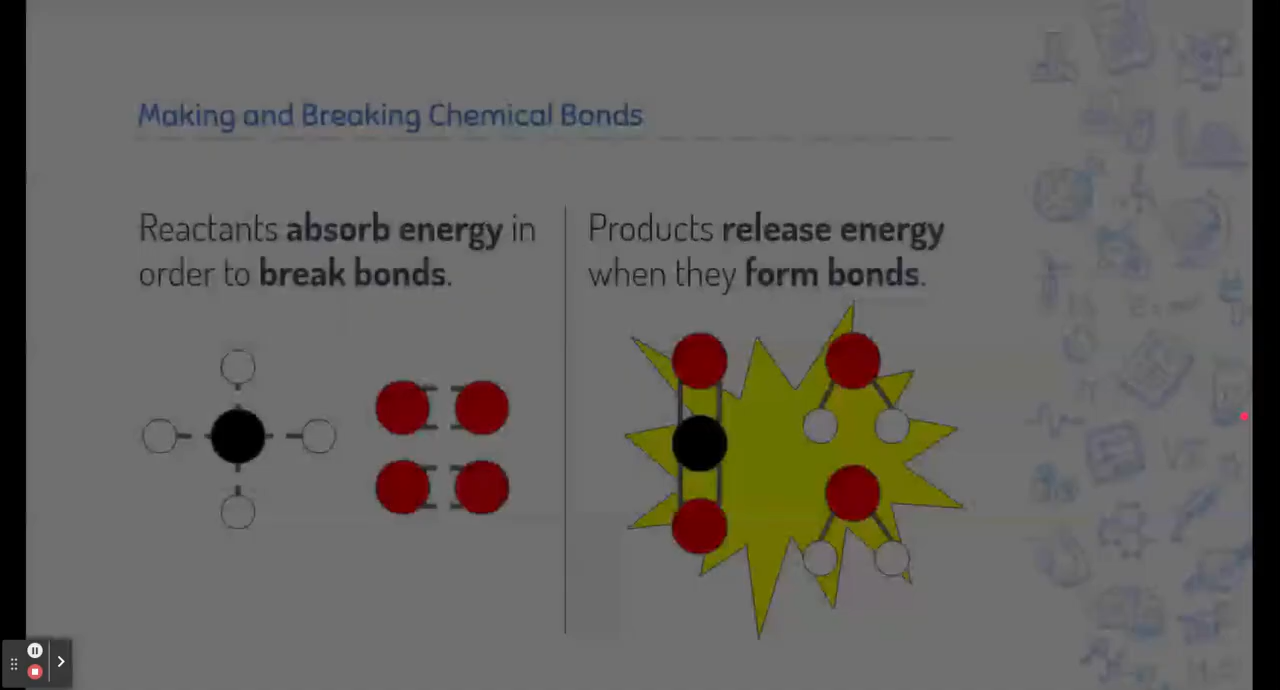 Making and Breaking Chemical Bonds
Reactants absorb energy in
order to break bonds.
Products release energy
when they form bonds.